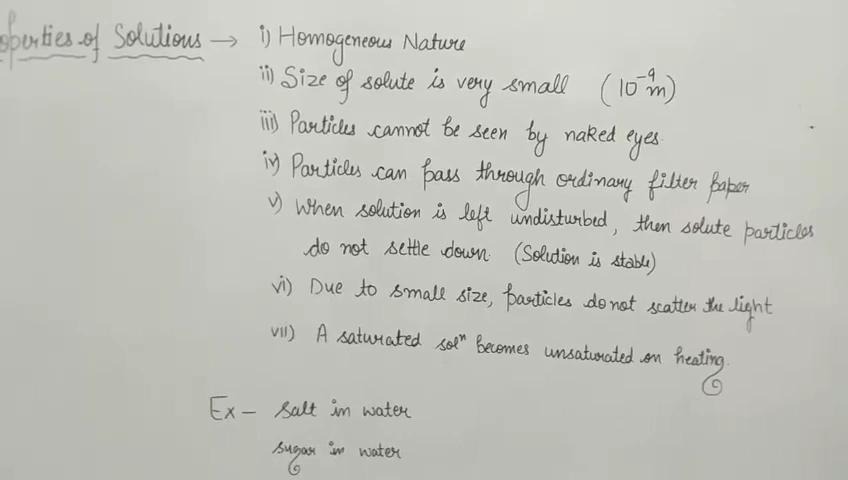 operties of Solutions → i) Homogeneous Nature
ii) Size of solute is very small (10⁻⁹m)
iii) Particles cannot be seen by naked eyes.
iv) Particles can pass through ordinary filter paper
v) When solution is left undisturbed, then solute particles
do not settle down. (Solution is stable)
vi) Due to small size, particles do not scatter the light
vii) A saturated solⁿ becomes unsaturated on heating.
Ex – Salt in water
sugar in water